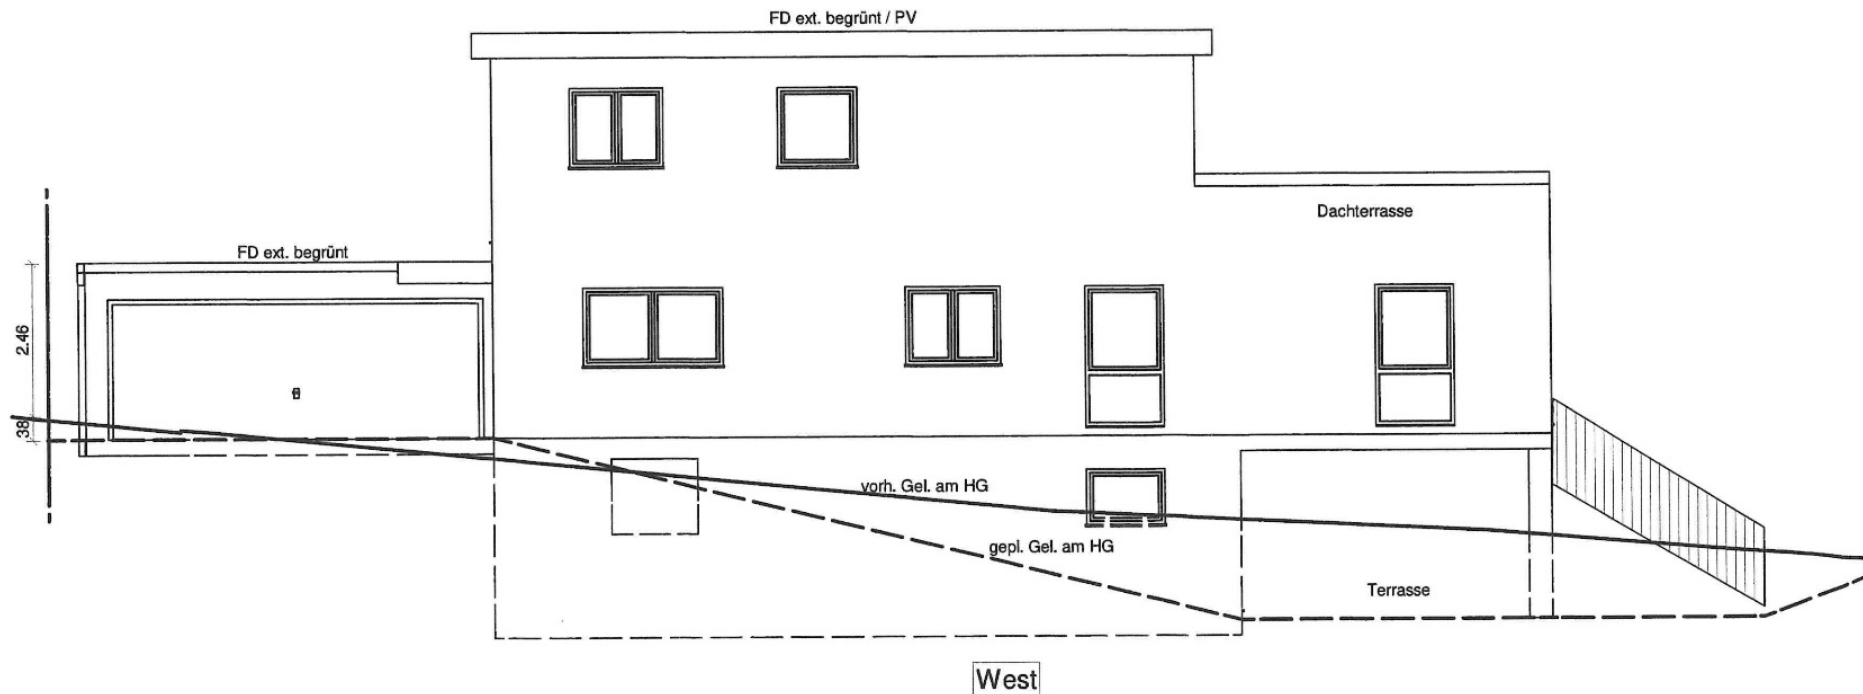 FD ext. begrünt / PV
Dachterrasse
FD ext. begrünt
2.46
38
vorh. Gel. am HG
gepl. Gel. am HG
Terrasse
West